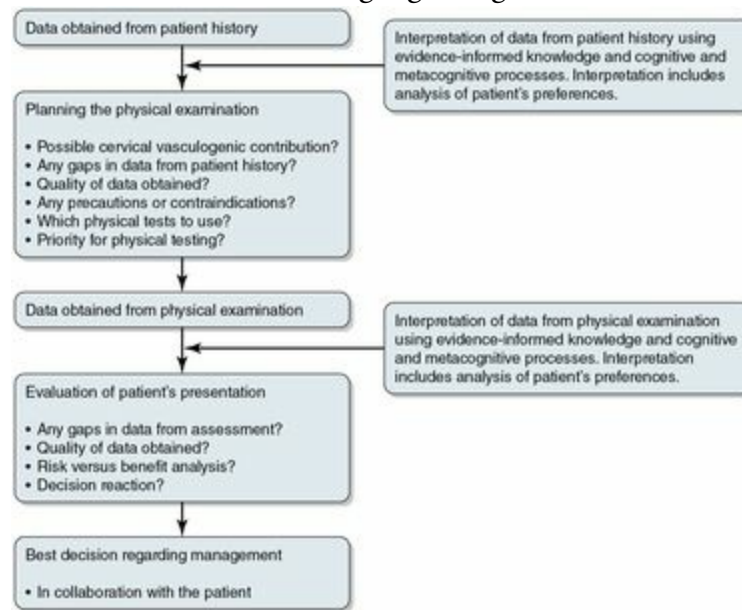 Data obtained from patient history
Interpretation of data from patient history using
evidence-informed knowledge and cognitive and
metacognitive processes. Interpretation includes
analysis of patient's preferences.
Planning the physical examination
• Possible cervical vasculogenic contribution?
• Any gaps in data from patient history?
• Quality of data obtained?
• Any precautions or contraindications?
• Which physical tests to use?
• Priority for physical testing?
Data obtained from physical examination
Interpretation of data from physical examination
using evidence-informed knowledge and cognitive
and metacognitive processes. Interpretation
includes analysis of patient's preferences.
Evaluation of patient's presentation
• Any gaps in data from assessment?
• Quality of data obtained?
• Risk versus benefit analysis?
• Decision reaction?
Best decision regarding management
• In collaboration with the patient